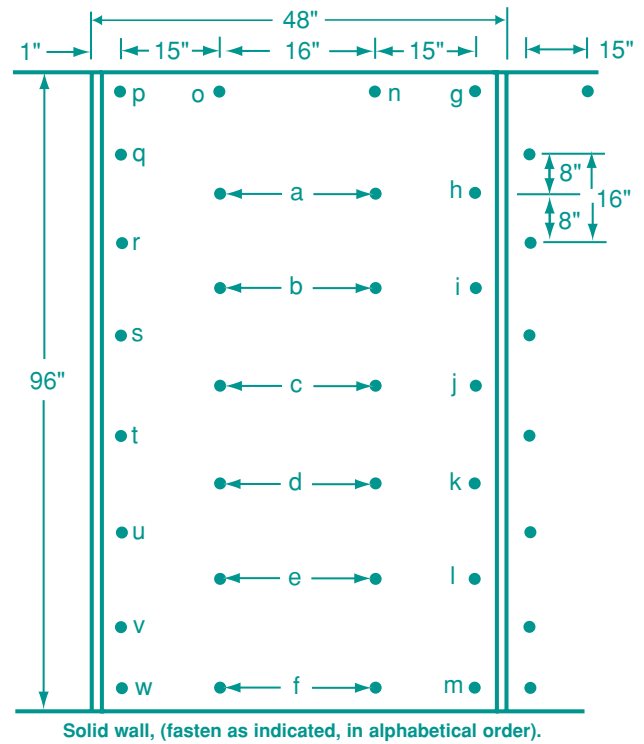 48"
1" 15" 16" 15" 15"
p o n g
q
8"
a h 16"
8"
r
b i
s
96" c j
t
d k
u
e l
v
w f m
Solid wall, (fasten as indicated, in alphabetical order).